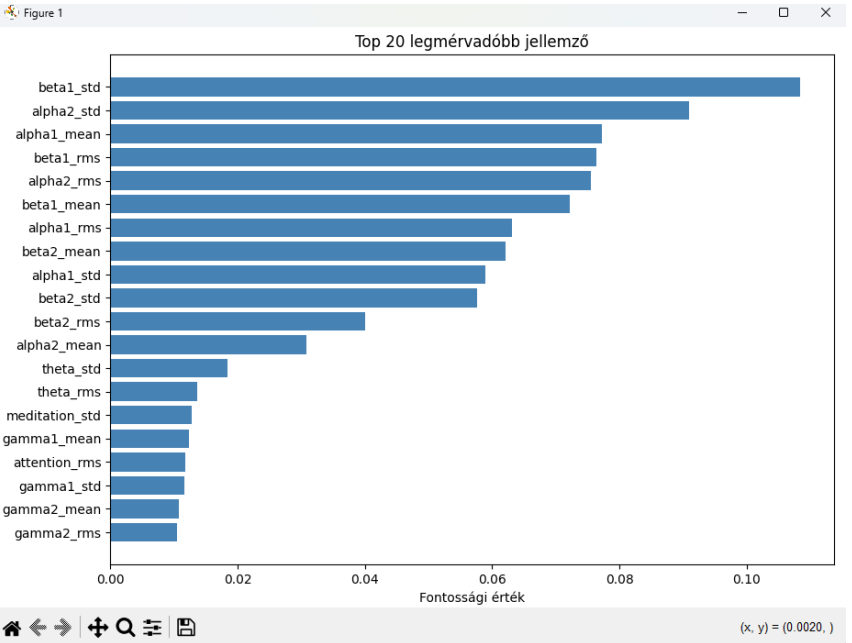 Figure 1
Top 20 legmérvadóbb jellemző
beta1_std
alpha2_std
alpha1_mean
beta1_rms
alpha2_rms
beta1_mean
alpha1_rms
beta2_mean
alpha1_std
beta2_std
beta2_rms
alpha2_mean
theta_std
theta_rms
meditation_std
gamma1_mean
attention_rms
gamma1_std
gamma2_mean
gamma2_rms
0.00 0.02 0.04 0.06 0.08 0.10
Fontossági érték
(x, y) = (0.0020, )